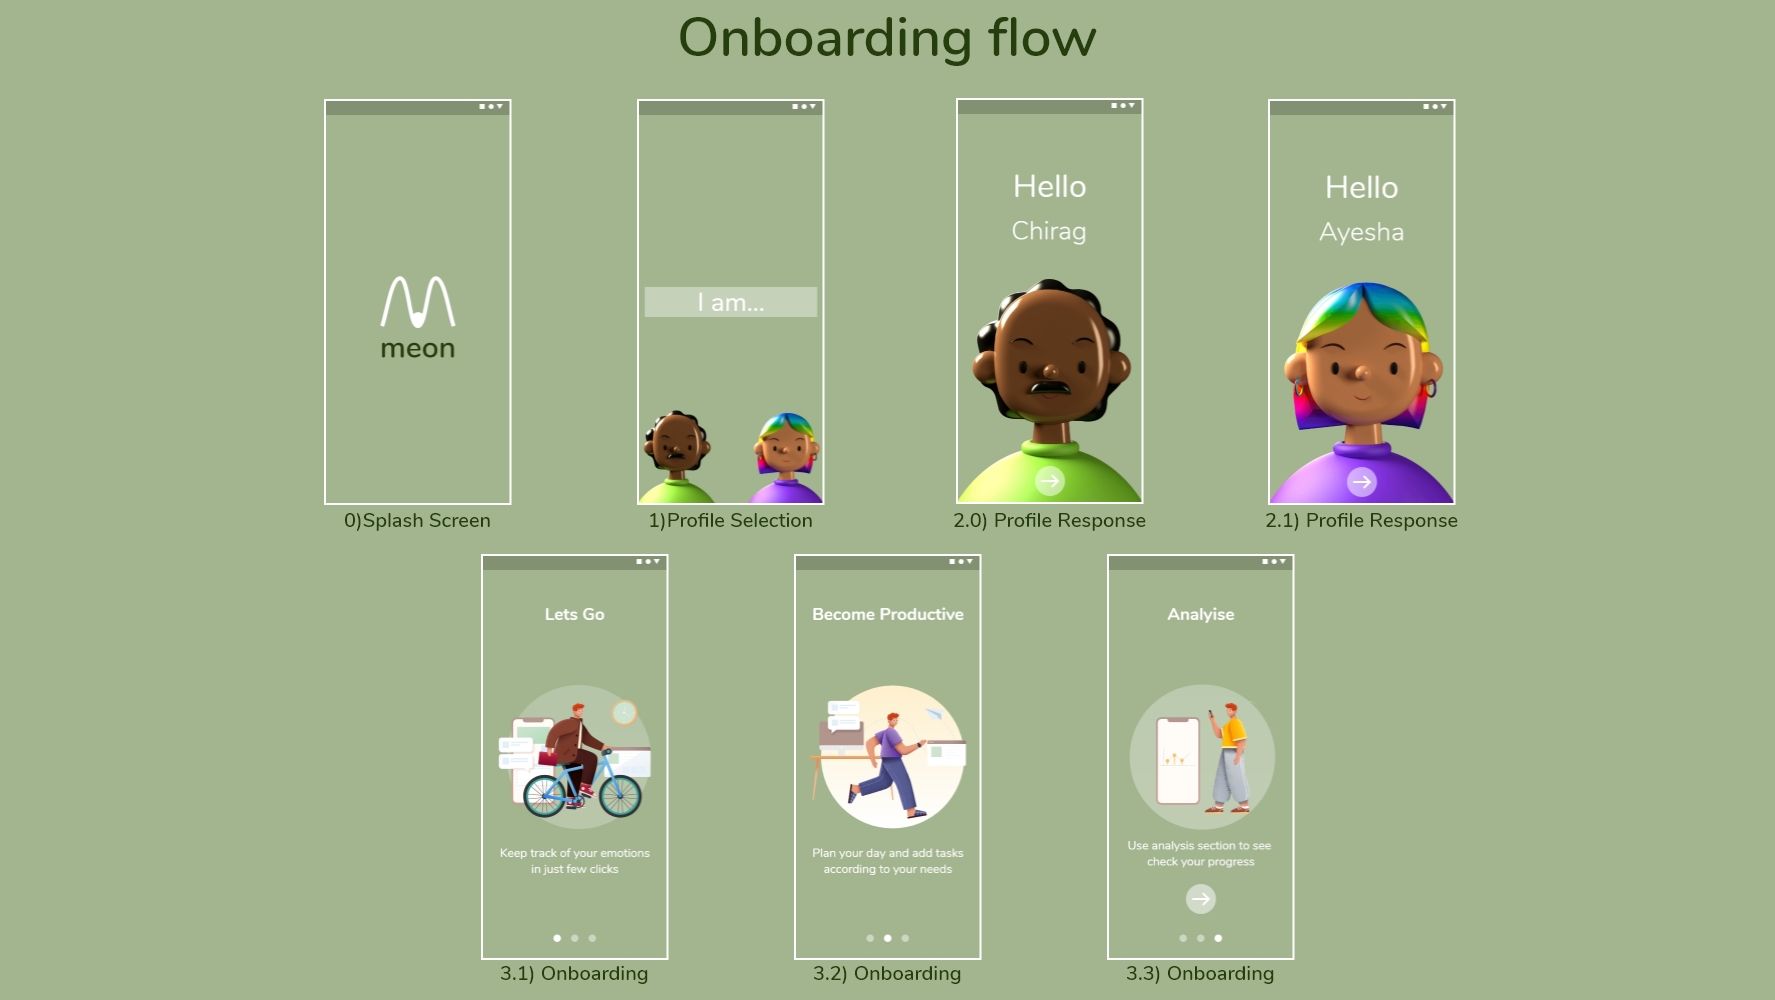 Onboarding flow
meon
0)Splash Screen
I am...
1)Profile Selection
Hello
Chirag
2.0) Profile Response
Hello
Ayesha
2.1) Profile Response
Lets Go
Keep track of your emotions
in just few clicks
3.1) Onboarding
Become Productive
Plan your day and add tasks
according to your needs
3.2) Onboarding
Analyise
Use analysis section to see
check your progress
3.3) Onboarding